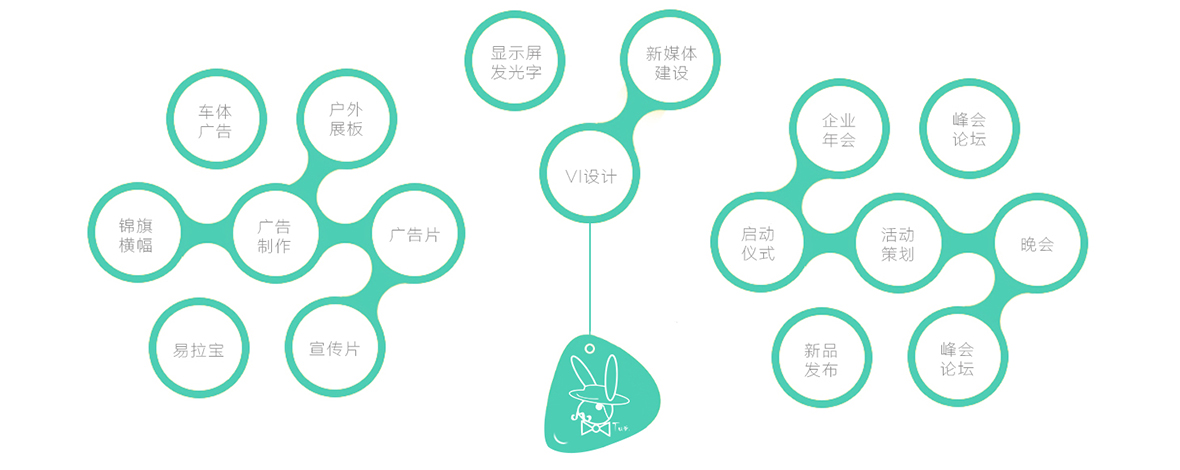 车体
广告
户外
展板
锦旗
横幅
广告
制作
广告片
易拉宝
宣传片
显示屏
发光字
新媒体
建设
VI设计
企业
年会
峰会
论坛
启动
仪式
活动
策划
晚会
新品
发布
峰会
论坛